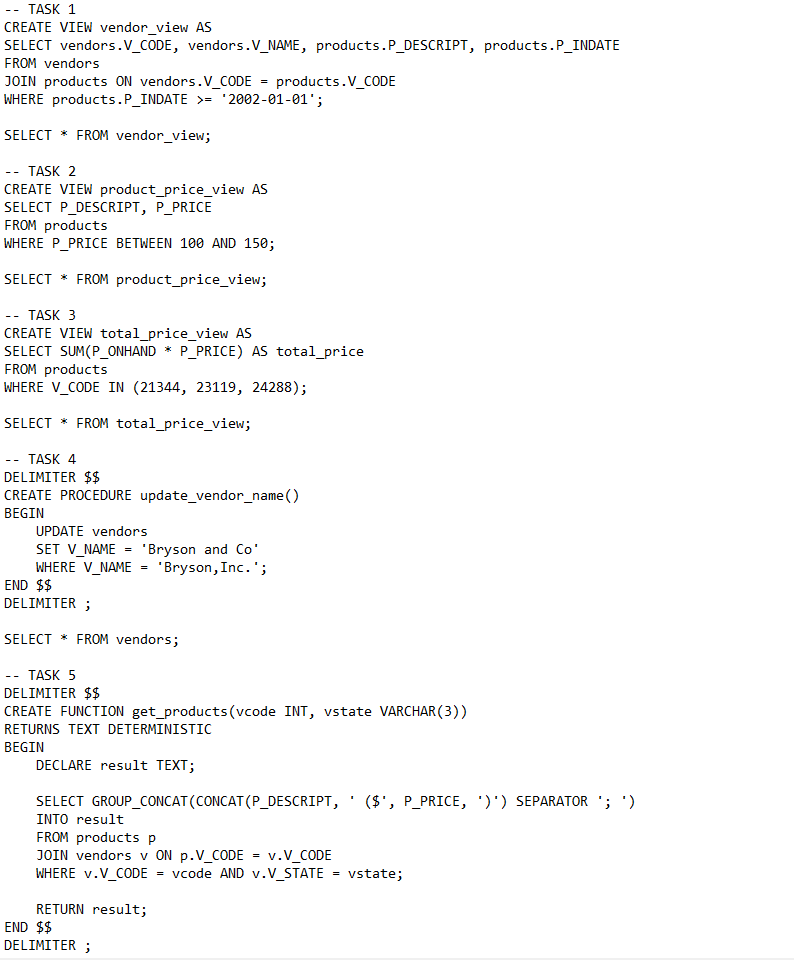 -- TASK 1
CREATE VIEW vendor_view AS
SELECT vendors.V_CODE, vendors.V_NAME, products.P_DESCRIPT, products.P_INDATE
FROM vendors
JOIN products ON vendors.V_CODE = products.V_CODE
WHERE products.P_INDATE >= '2002-01-01';

SELECT * FROM vendor_view;

-- TASK 2
CREATE VIEW product_price_view AS
SELECT P_DESCRIPT, P_PRICE
FROM products
WHERE P_PRICE BETWEEN 100 AND 150;

SELECT * FROM product_price_view;

-- TASK 3
CREATE VIEW total_price_view AS
SELECT SUM(P_ONHAND * P_PRICE) AS total_price
FROM products
WHERE V_CODE IN (21344, 23119, 24288);

SELECT * FROM total_price_view;

-- TASK 4
DELIMITER $$
CREATE PROCEDURE update_vendor_name()
BEGIN
    UPDATE vendors
    SET V_NAME = 'Bryson and Co'
    WHERE V_NAME = 'Bryson,Inc.';
END $$
DELIMITER ;

SELECT * FROM vendors;

-- TASK 5
DELIMITER $$
CREATE FUNCTION get_products(vcode INT, vstate VARCHAR(3))
RETURNS TEXT DETERMINISTIC
BEGIN
    DECLARE result TEXT;

    SELECT GROUP_CONCAT(CONCAT(P_DESCRIPT, ' ($', P_PRICE, ')') SEPARATOR '; ')
    INTO result
    FROM products p
    JOIN vendors v ON p.V_CODE = v.V_CODE
    WHERE v.V_CODE = vcode AND v.V_STATE = vstate;

    RETURN result;
END $$
DELIMITER ;